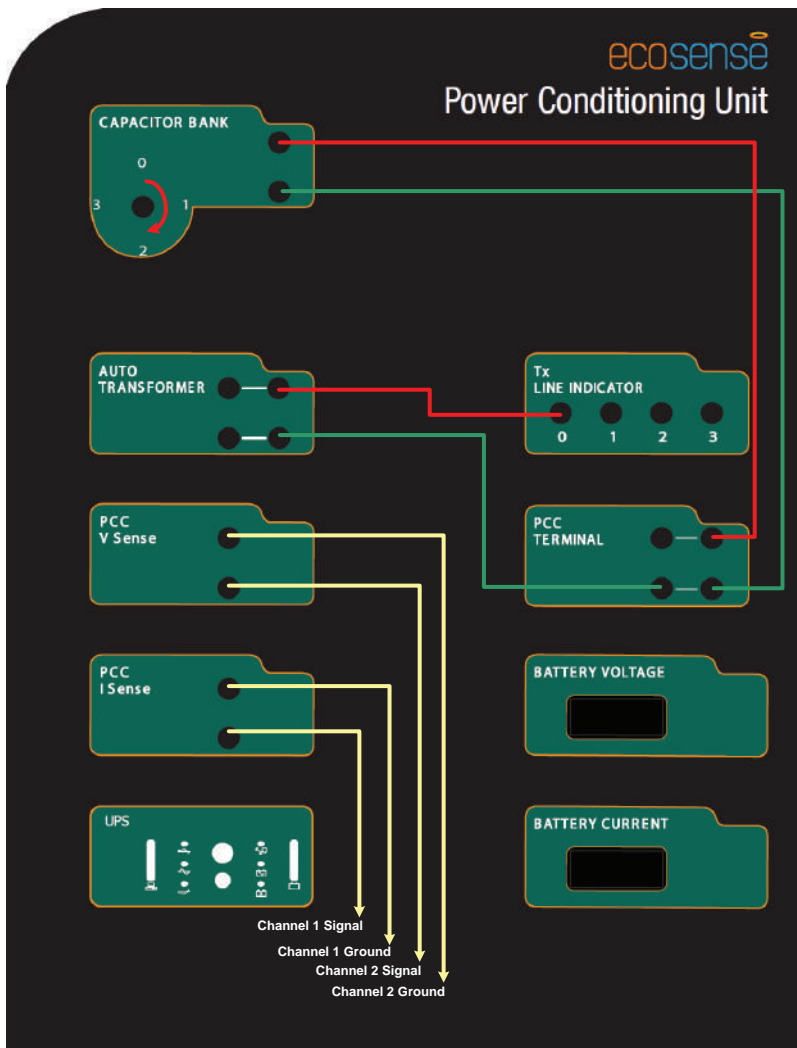 ecosense
Power Conditioning Unit
CAPACITOR BANK
0
3
1
2
AUTO
TRANSFORMER
Tx
LINE INDICATOR
0 1 2 3
PCC
V Sense
PCC
TERMINAL
PCC
I Sense
BATTERY VOLTAGE
UPS
BATTERY CURRENT
Channel 1 Signal
Channel 1 Ground
Channel 2 Signal
Channel 2 Ground